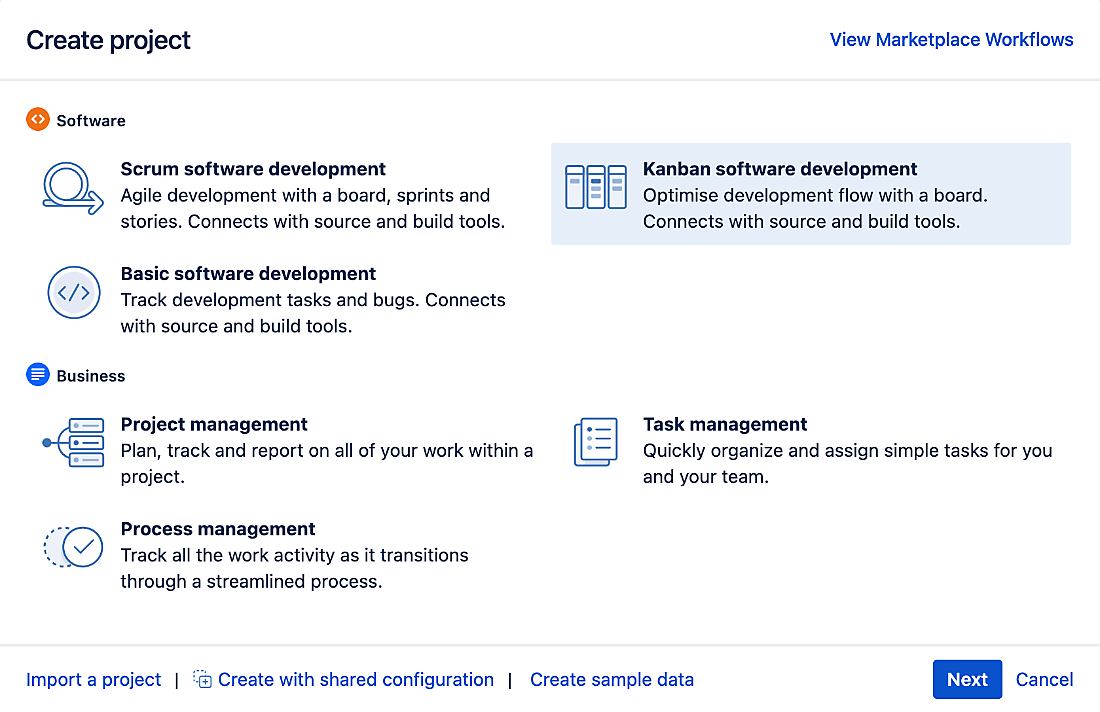 Create project
View Marketplace Workflows
Software
Scrum software development
Agile development with a board, sprints and
stories. Connects with source and build tools.
Kanban software development
Optimise development flow with a board.
Connects with source and build tools.
Basic software development
Track development tasks and bugs. Connects
with source and build tools.
Business
Project management
Plan, track and report on all of your work within a
project.
Task management
Quickly organize and assign simple tasks for you
and your team.
Process management
Track all the work activity as it transitions
through a streamlined process.
Import a project | Create with shared configuration | Create sample data
Next Cancel